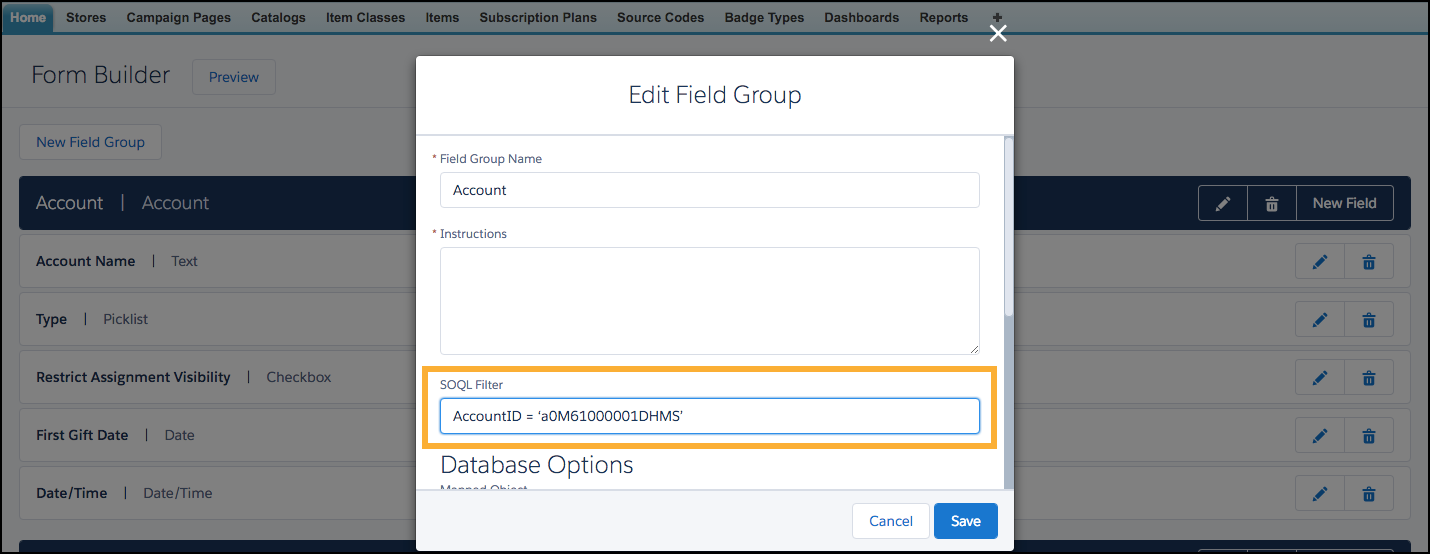 Home Stores Campaign Pages Catalogs Item Classes Items Subscription Plans Source Codes Badge Types Dashboards Reports +
Form Builder Preview
New Field Group
Account | Account New Field
Account Name | Text
Type | Picklist
Restrict Assignment Visibility | Checkbox
First Gift Date | Date
Date/Time | Date/Time
Edit Field Group
* Field Group Name
Account
* Instructions
SOQL Filter
AccountID = ‘a0M61000001DHMS’
Database Options
Mapped Object
Cancel Save